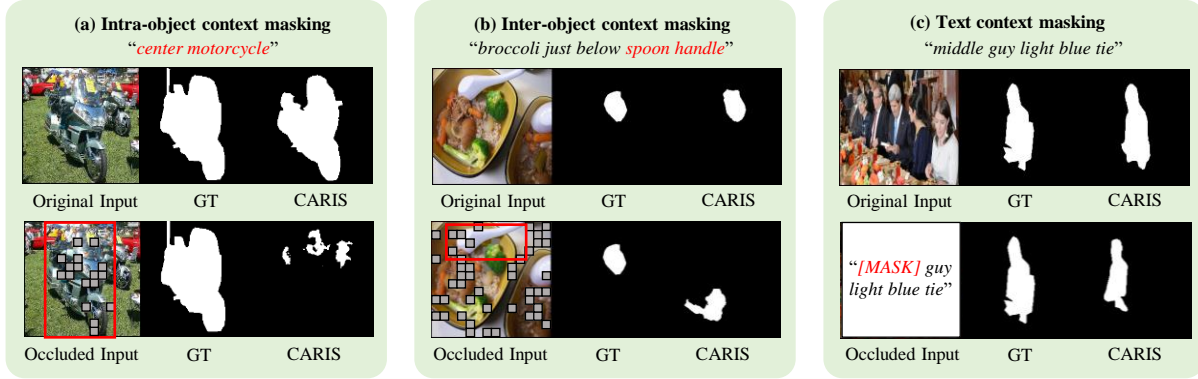 (a) Intra-object context masking
“center motorcycle”
Original Input GT CARIS
Occluded Input GT CARIS
(b) Inter-object context masking
“broccoli just below spoon handle”
Original Input GT CARIS
Occluded Input GT CARIS
(c) Text context masking
“middle guy light blue tie”
Original Input GT CARIS
“[MASK] guy
light blue tie”
Occluded Input GT CARIS